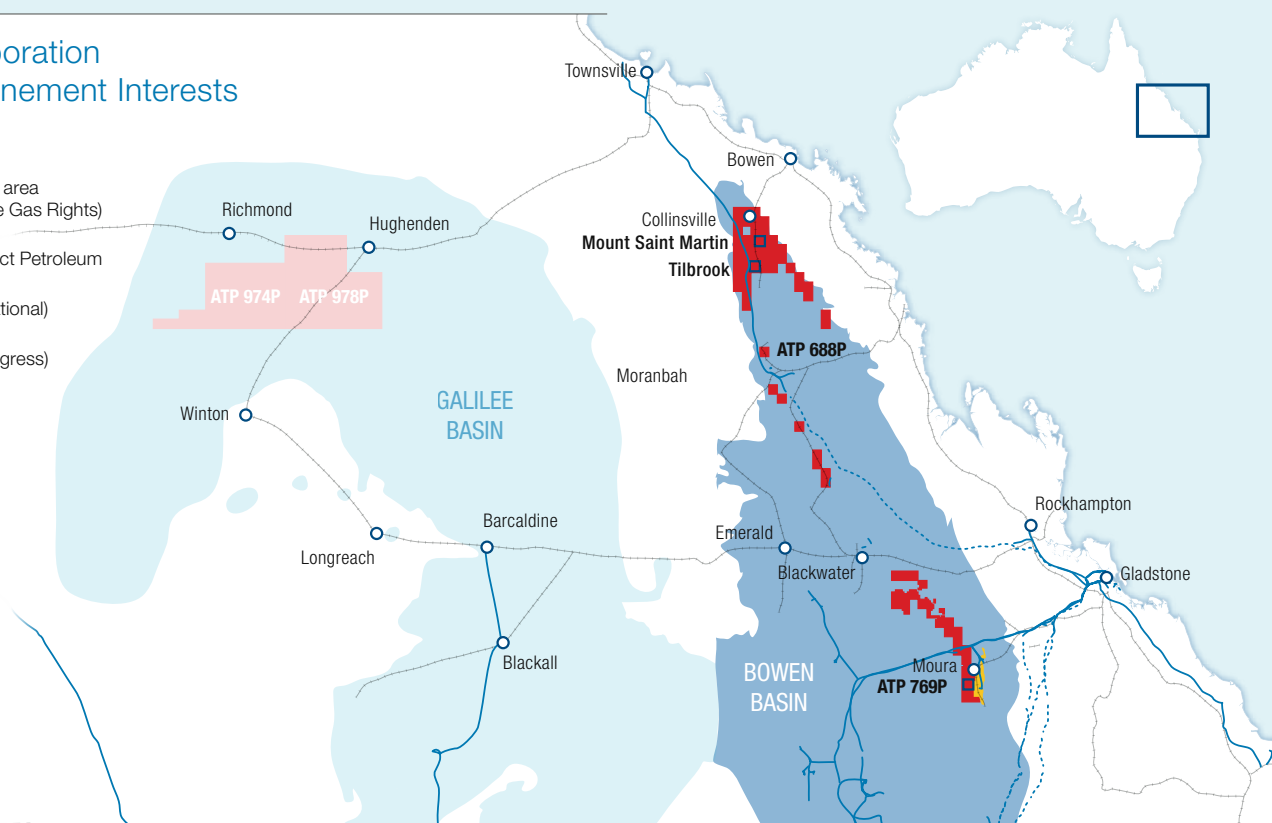 poration
nement Interests
area
e Gas Rights)
ct Petroleum
tional)
gress)
Townsville
Bowen
Richmond
Hughenden
Collinsville
Mount Saint Martin
Tilbrook
ATP 974P
ATP 978P
ATP 688P
Moranbah
Winton
GALILEE
BASIN
Rockhampton
Barcaldine
Emerald
Longreach
Blackwater
Gladstone
Blackall
Moura
BOWEN
BASIN
ATP 769P